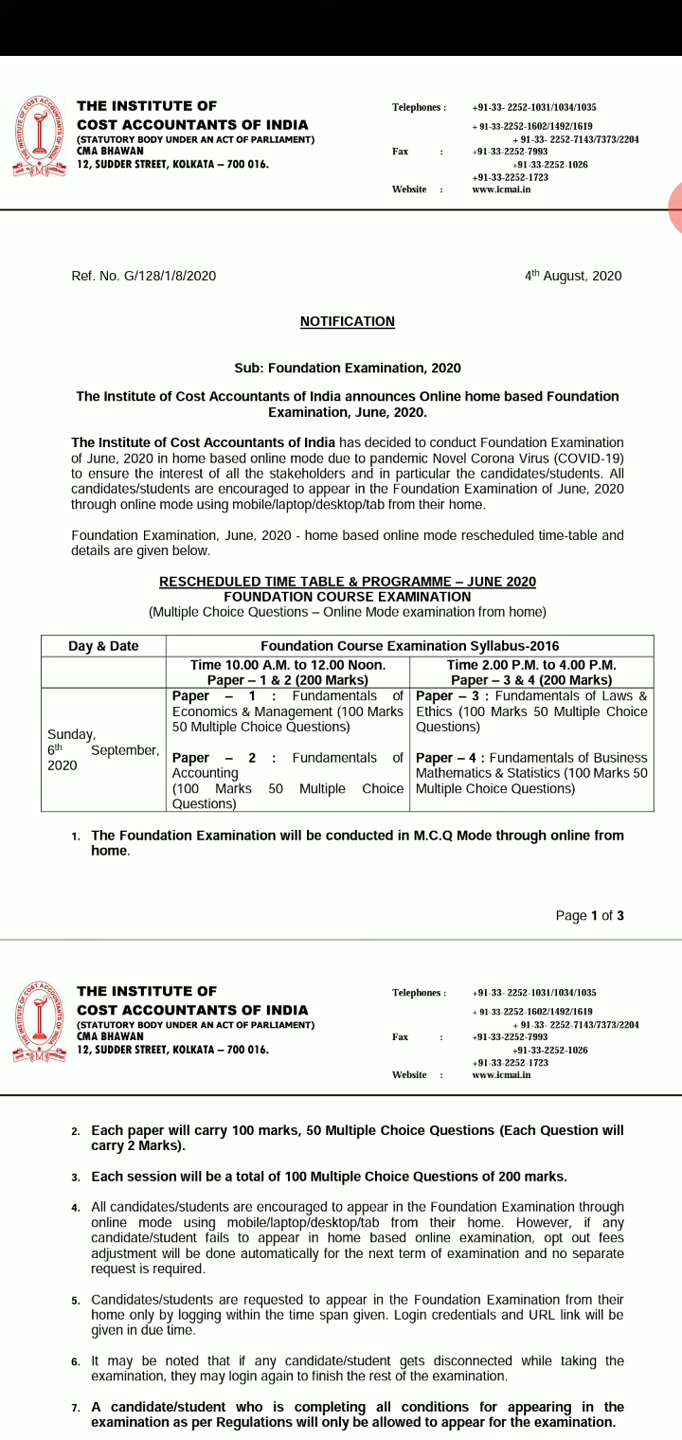 THE INSTITUTE OF
COST ACCOUNTANTS OF INDIA
(STATUTORY BODY UNDER AN ACT OF PARLIAMENT)
CMA BHAWAN
12, SUDDER STREET, KOLKATA – 700 016.
Telephones : +91-33- 2252-1031/1034/1035
+ 91-33-2252-1602/1492/1619
+ 91-33- 2252-7143/7373/2204
Fax : +91-33-2252-7993
+91-33-2252-1026
+91-33-2252-1723
Website : www.icmai.in
Ref. No. G/128/1/8/2020 4th August, 2020
NOTIFICATION
Sub: Foundation Examination, 2020
The Institute of Cost Accountants of India announces Online home based Foundation
Examination, June, 2020.
The Institute of Cost Accountants of India has decided to conduct Foundation Examination
of June, 2020 in home based online mode due to pandemic Novel Corona Virus (COVID-19)
to ensure the interest of all the stakeholders and in particular the candidates/students. All
candidates/students are encouraged to appear in the Foundation Examination of June, 2020
through online mode using mobile/laptop/desktop/tab from their home.
Foundation Examination, June, 2020 - home based online mode rescheduled time-table and
details are given below.
RESCHEDULED TIME TABLE & PROGRAMME – JUNE 2020
FOUNDATION COURSE EXAMINATION
(Multiple Choice Questions – Online Mode examination from home)
Day & Date Foundation Course Examination Syllabus-2016
Time 10.00 A.M. to 12.00 Noon.
Paper – 1 & 2 (200 Marks)
Time 2.00 P.M. to 4.00 P.M.
Paper – 3 & 4 (200 Marks)
Sunday,
6th September,
2020
Paper – 1 : Fundamentals of
Economics & Management (100 Marks
50 Multiple Choice Questions)
Paper – 2 : Fundamentals of
Accounting
(100 Marks 50 Multiple Choice
Questions)
Paper – 3 : Fundamentals of Laws &
Ethics (100 Marks 50 Multiple Choice
Questions)
Paper – 4 : Fundamentals of Business
Mathematics & Statistics (100 Marks 50
Multiple Choice Questions)
1. The Foundation Examination will be conducted in M.C.Q Mode through online from
home.
Page 1 of 3
THE INSTITUTE OF
COST ACCOUNTANTS OF INDIA
(STATUTORY BODY UNDER AN ACT OF PARLIAMENT)
CMA BHAWAN
12, SUDDER STREET, KOLKATA – 700 016.
Telephones : +91-33- 2252-1031/1034/1035
+ 91-33-2252-1602/1492/1619
+ 91-33- 2252-7143/7373/2204
Fax : +91-33-2252-7993
+91-33-2252-1026
+91-33-2252-1723
Website : www.icmai.in
2. Each paper will carry 100 marks, 50 Multiple Choice Questions (Each Question will
carry 2 Marks).
3. Each session will be a total of 100 Multiple Choice Questions of 200 marks.
4. All candidates/students are encouraged to appear in the Foundation Examination through
online mode using mobile/laptop/desktop/tab from their home. However, if any
candidate/student fails to appear in home based online examination, opt out fees
adjustment will be done automatically for the next term of examination and no separate
request is required.
5. Candidates/students are requested to appear in the Foundation Examination from their
home only by logging within the time span given. Login credentials and URL link will be
given in due time.
6. It may be noted that if any candidate/student gets disconnected while taking the
examination, they may login again to finish the rest of the examination.
7. A candidate/student who is completing all conditions for appearing in the
examination as per Regulations will only be allowed to appear for the examination.